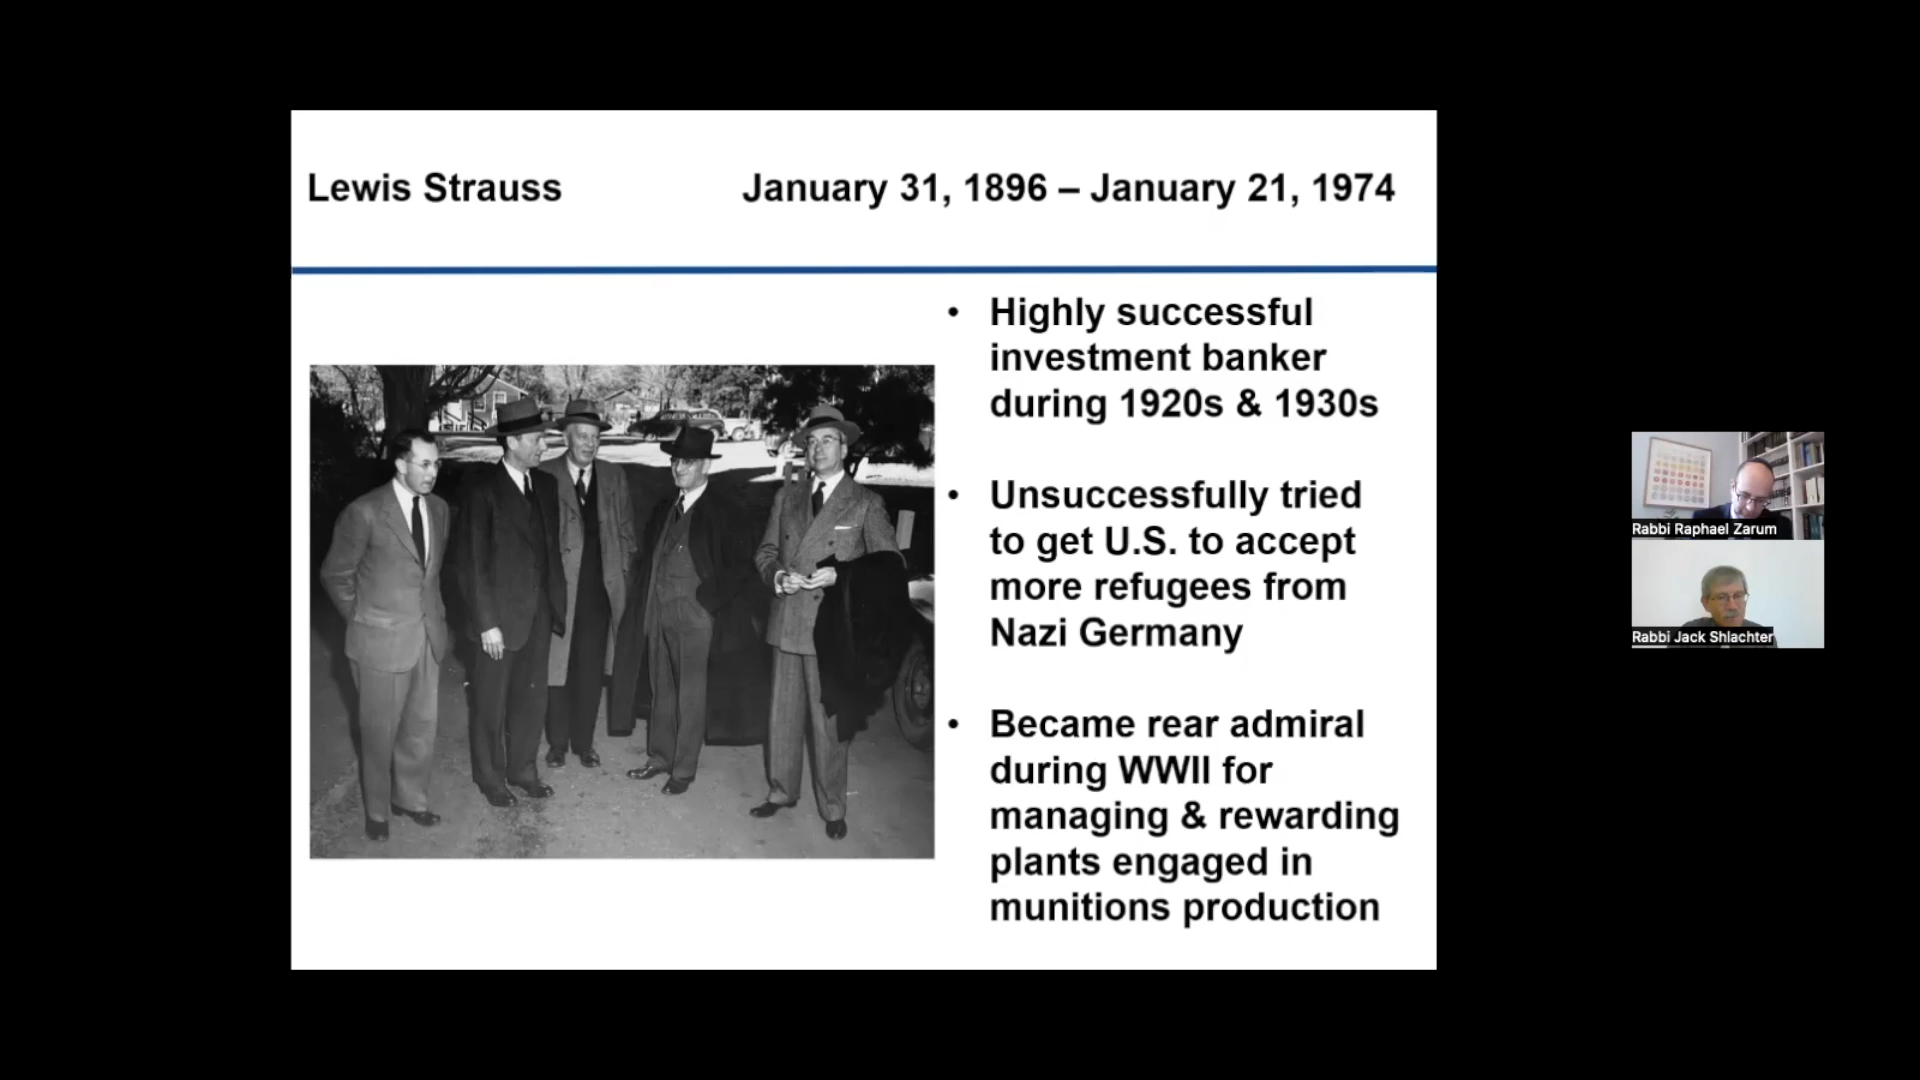 Lewis Strauss
January 31, 1896 – January 21, 1974
• Highly successful
investment banker
during 1920s & 1930s
• Unsuccessfully tried
to get U.S. to accept
more refugees from
Nazi Germany
• Became rear admiral
during WWII for
managing & rewarding
plants engaged in
munitions production
Rabbi Raphael Zarum
Rabbi Jack Shlachter